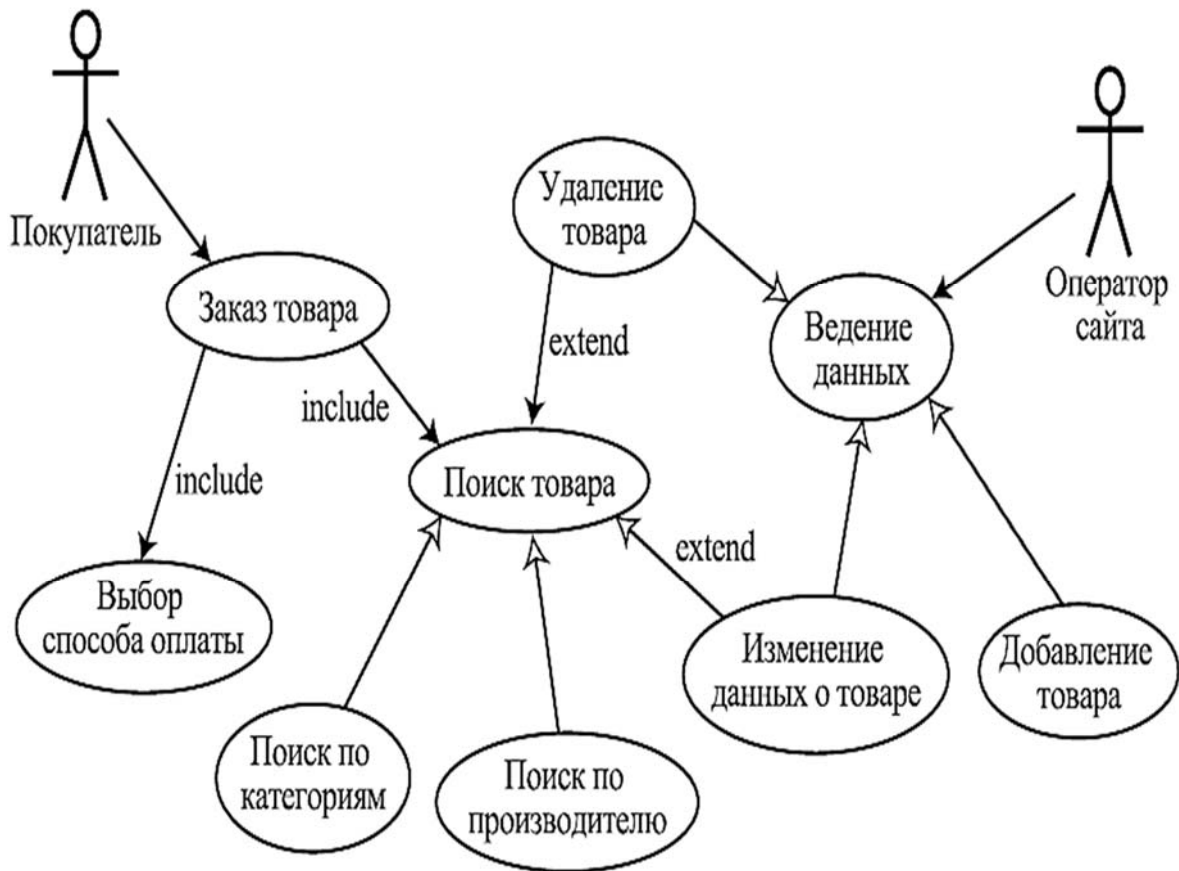 Покупатель
Удаление
товара
Оператор
сайта
Заказ товара
Ведение
данных
extend
include
include
Поиск товара
extend
Выбор
способа оплаты
Изменение
данных о товаре
Добавление
товара
Поиск по
категориям
Поиск по
производителю